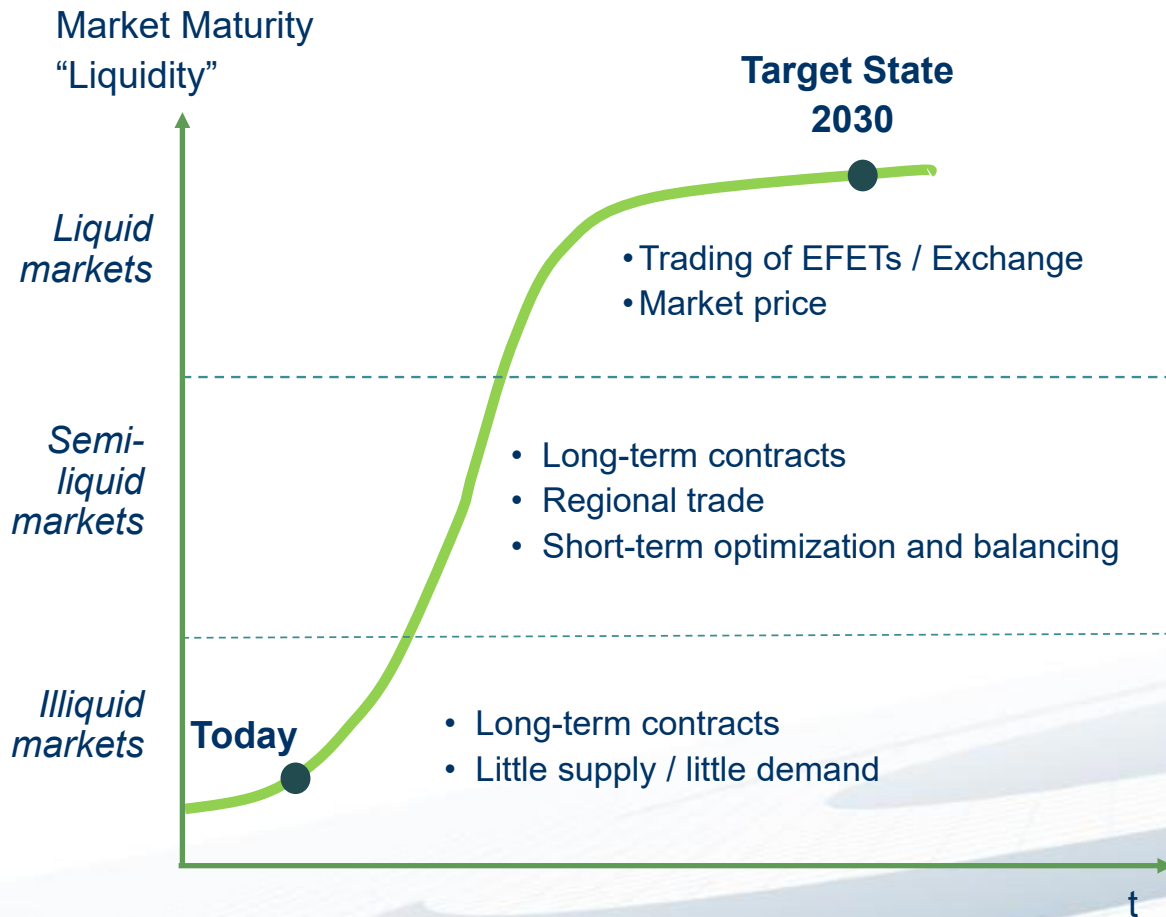 Market Maturity
“Liquidity”
Target State
2030
Liquid
markets
• Trading of EFETs / Exchange
• Market price
Semi-
liquid
markets
• Long-term contracts
• Regional trade
• Short-term optimization and balancing
Illiquid
markets
Today
• Long-term contracts
• Little supply / little demand
t